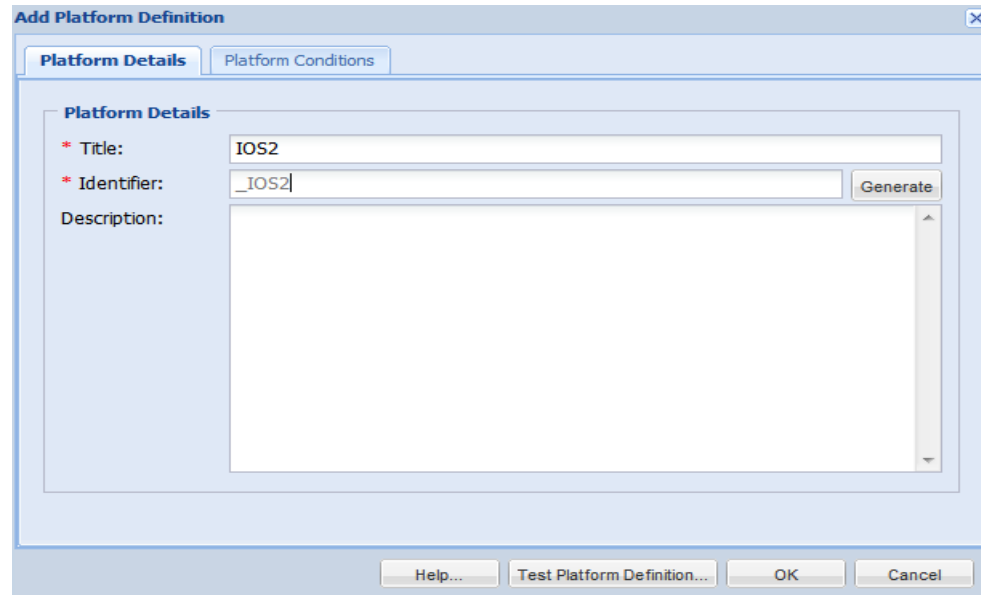 Add Platform Definition
Platform Details Platform Conditions
Platform Details
* Title: IOS2
* Identifier: _IOS2 Generate
Description:
Help... Test Platform Definition... OK Cancel